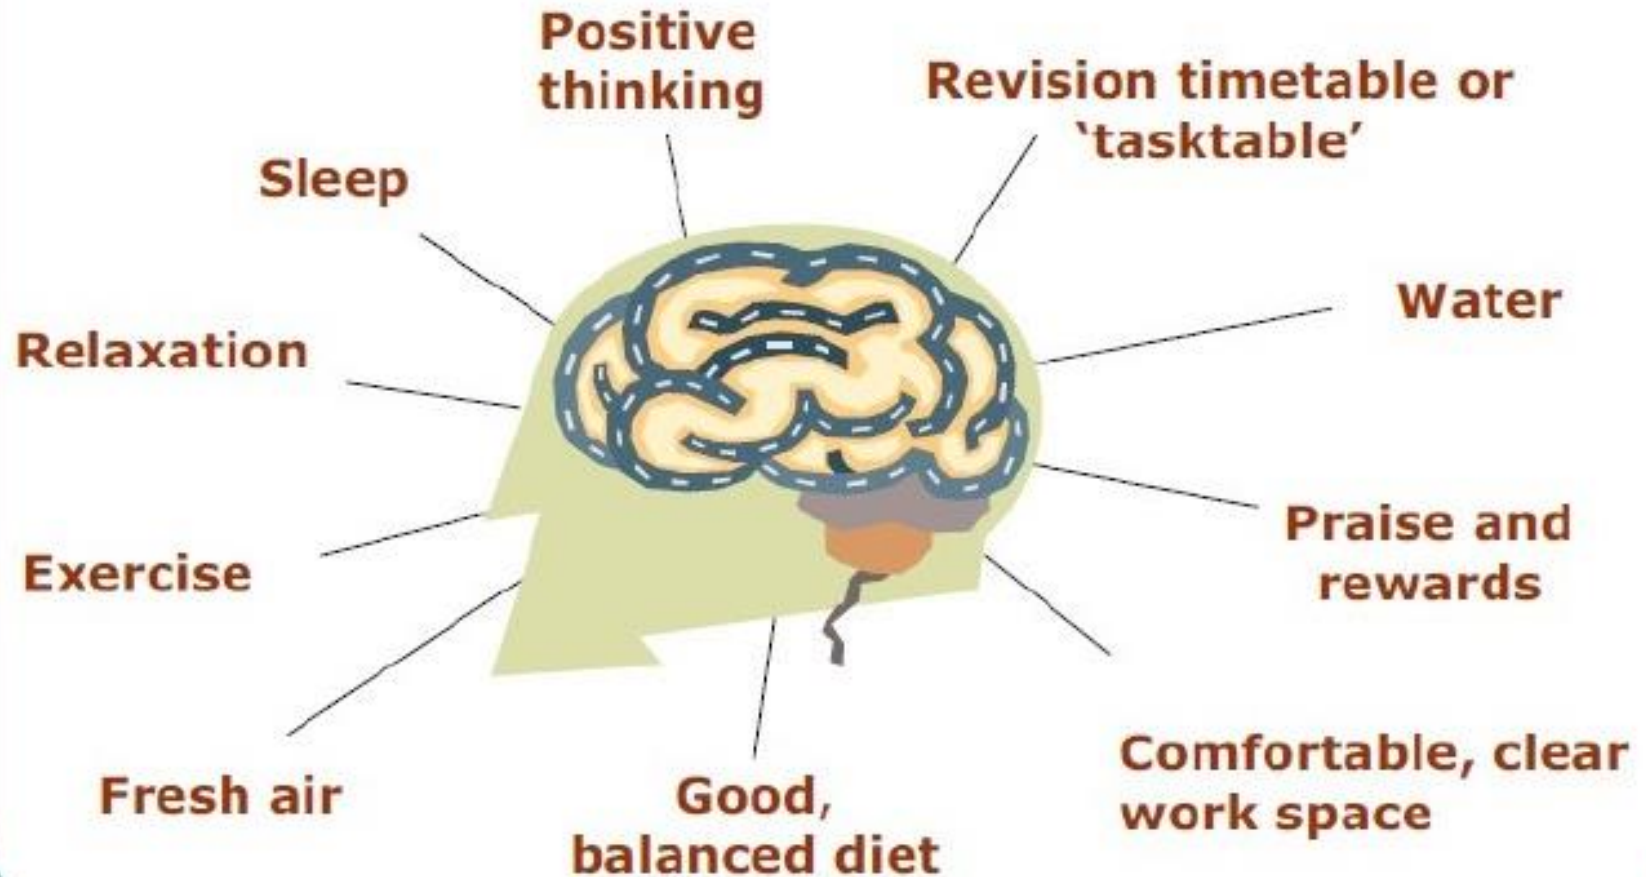 Positive
thinking
Revision timetable or
‘tasktable’
Sleep
Water
Relaxation
Praise and
rewards
Exercise
Comfortable, clear
work space
Fresh air
Good,
balanced diet